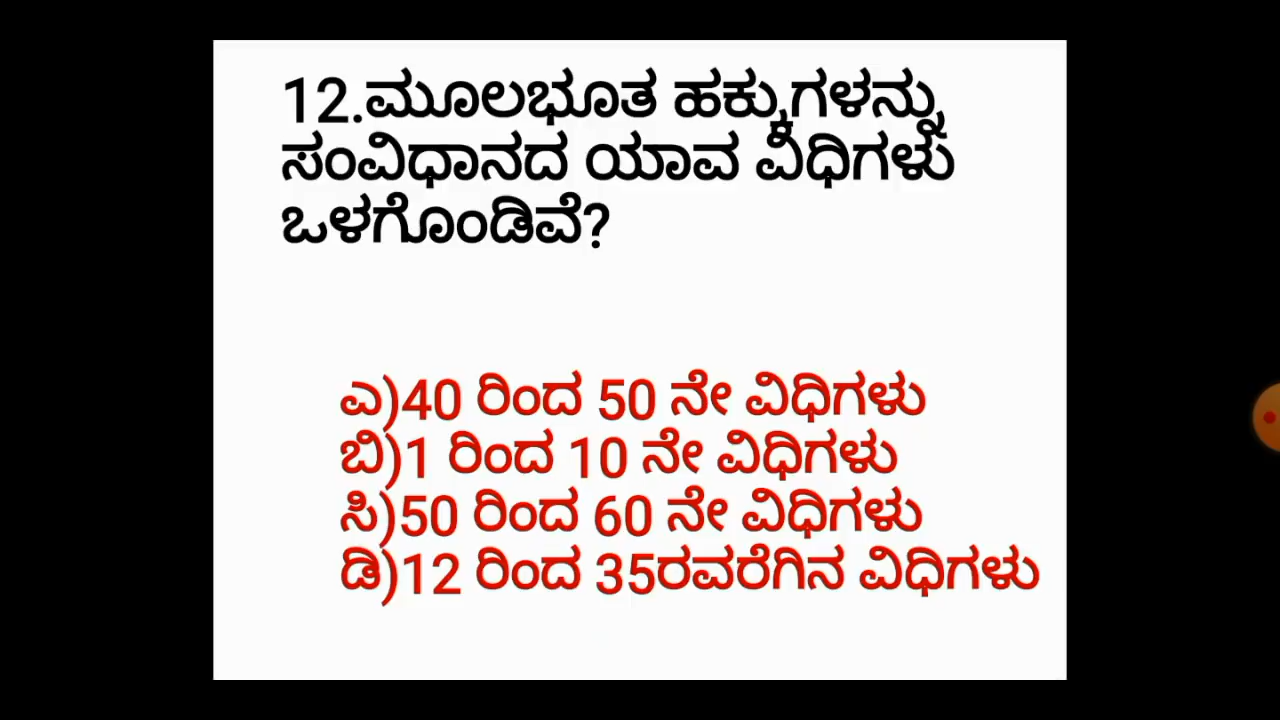 12.ಮೂಲಭೂತ ಹಕ್ಕುಗಳನ್ನು
ಸಂವಿಧಾನದ ಯಾವ ವಿಧಿಗಳು
ಒಳಗೊಂಡಿವೆ?
ಎ)40 ರಿಂದ 50 ನೇ ವಿಧಿಗಳು
ಬಿ)1 ರಿಂದ 10 ನೇ ವಿಧಿಗಳು
ಸಿ)50 ರಿಂದ 60 ನೇ ವಿಧಿಗಳು
ಡಿ)12 ರಿಂದ 35ರವರೆಗಿನ ವಿಧಿಗಳು